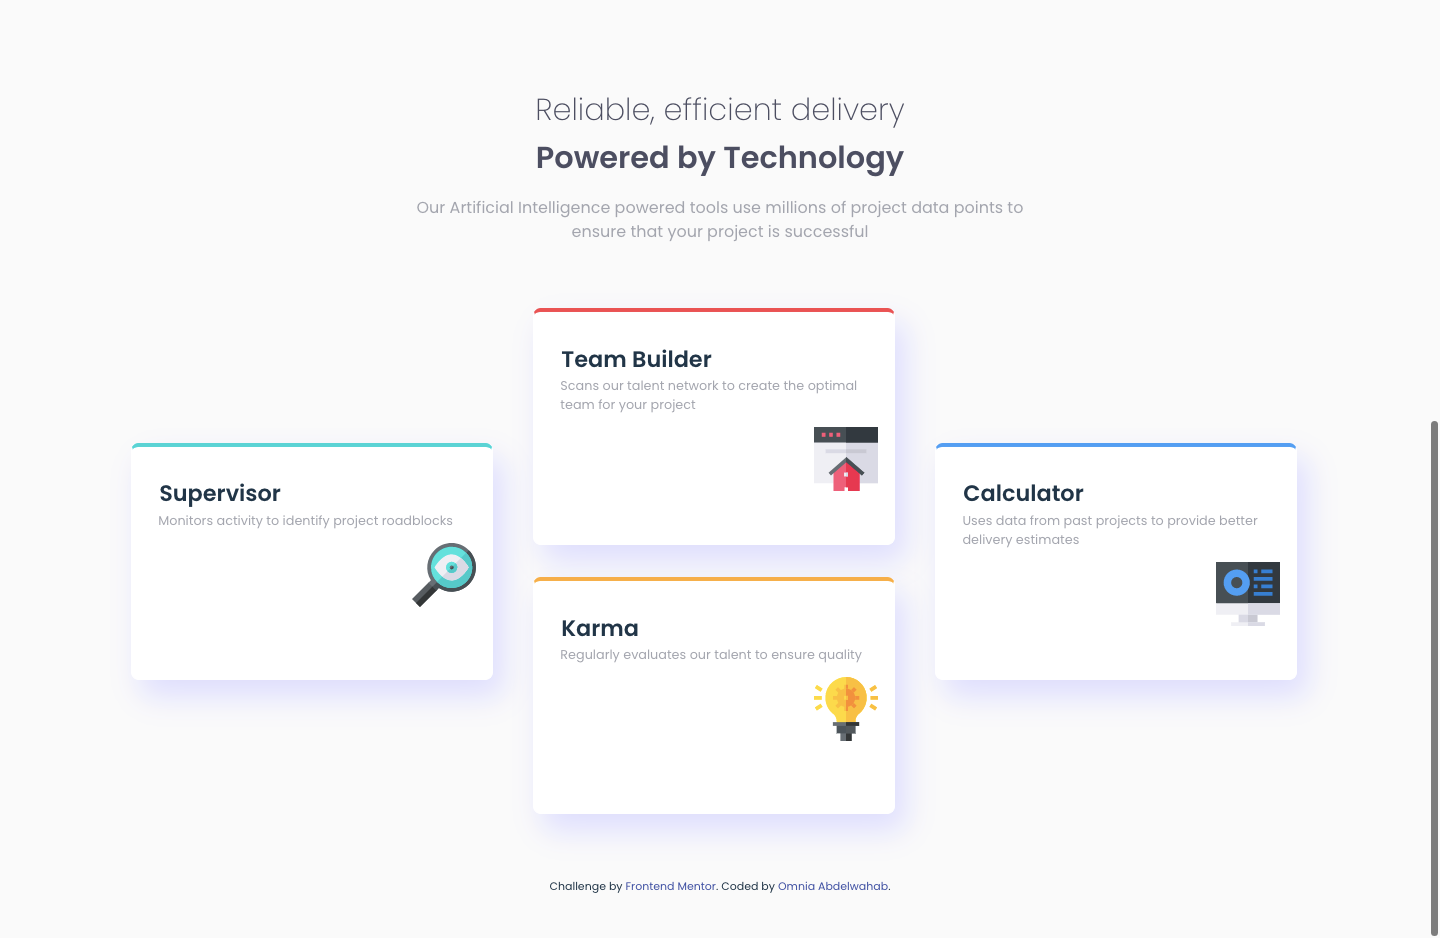 Reliable, efficient delivery
Powered by Technology
Our Artificial Intelligence powered tools use millions of project data points to
ensure that your project is successful
Supervisor
Monitors activity to identify project roadblocks
Team Builder
Scans our talent network to create the optimal
team for your project
Karma
Regularly evaluates our talent to ensure quality
Calculator
Uses data from past projects to provide better
delivery estimates
Challenge by Frontend Mentor. Coded by Omnia Abdelwahab.